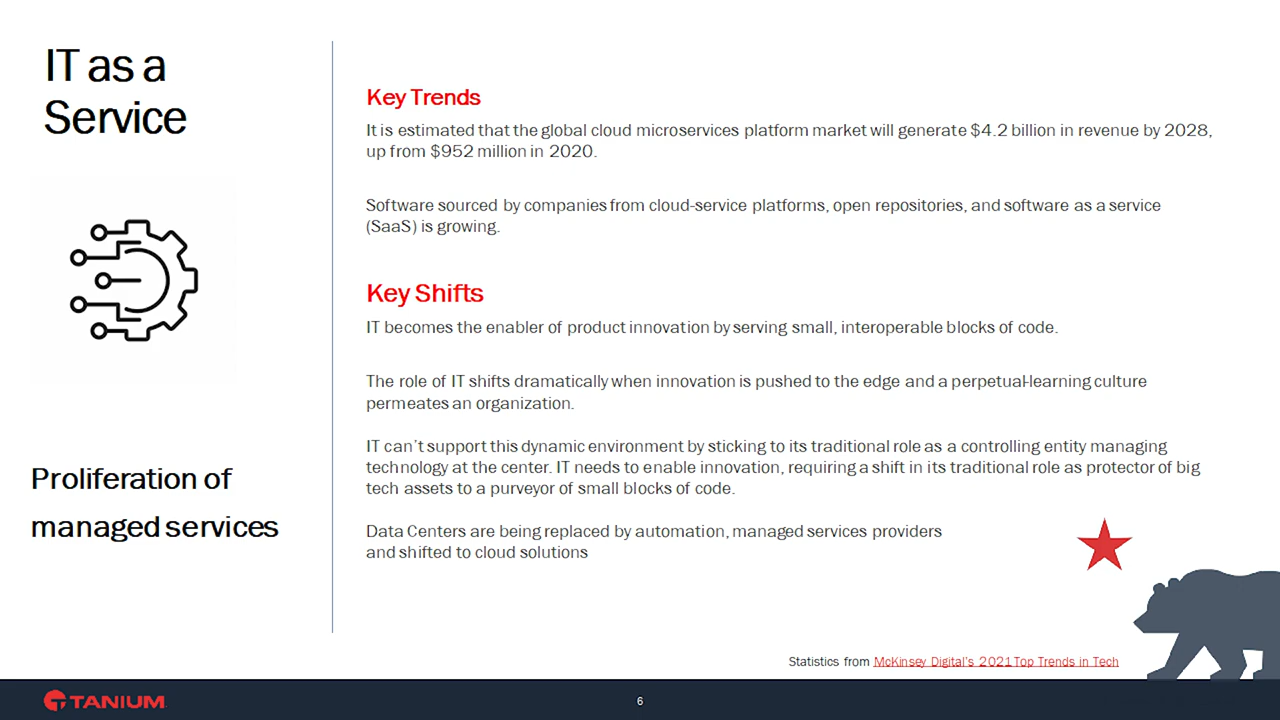 IT as a
Service
Key Trends
It is estimated that the global cloud microservices platform market will generate $4.2 billion in revenue by 2028,
up from $952 million in 2020.
Software sourced by companies from cloud-service platforms, open repositories, and software as a service
(SaaS) is growing.
Key Shifts
IT becomes the enabler of product innovation by serving small, interoperable blocks of code.
The role of IT shifts dramatically when innovation is pushed to the edge and a perpetual-learning culture
permeates an organization.
IT can't support this dynamic environment by sticking to its traditional role as a controlling entity managing
technology at the center. IT needs to enable innovation, requiring a shift in its traditional role as protector of big
tech assets to a purveyor of small blocks of code.
Data Centers are being replaced by automation, managed services providers
and shifted to cloud solutions
Proliferation of
managed services
Statistics from McKinsey Digital's 2021 Top Trends in Tech
TANIUM
6